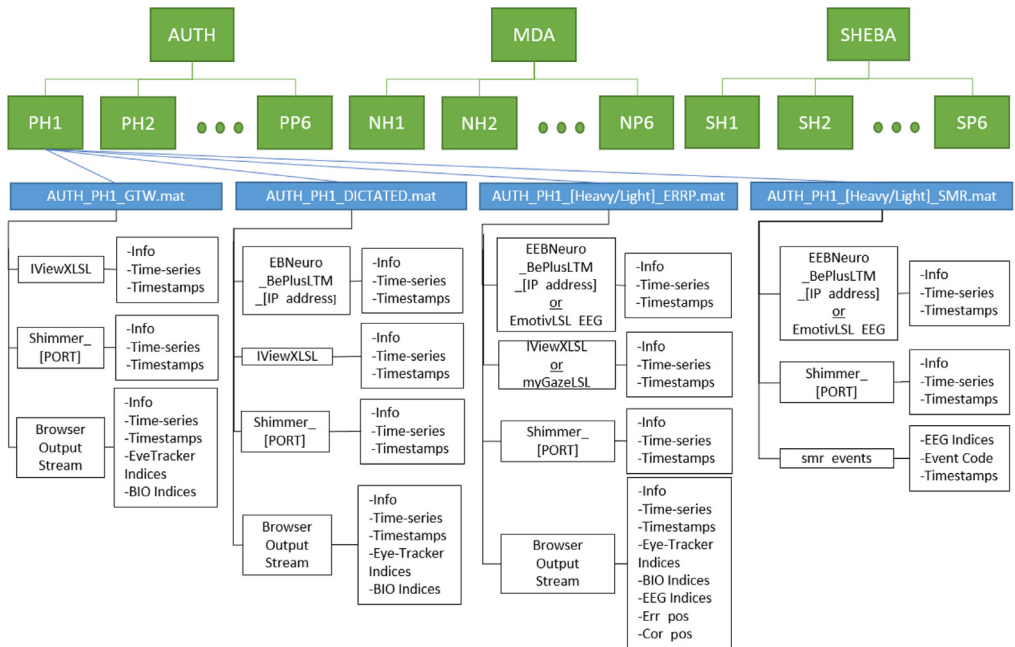 AUTH
MDA
SHEBA
PH1
PH2
PP6
NH1
NH2
NP6
SH1
SH2
SP6
AUTH_PH1_GTW.mat
AUTH_PH1_DICTATED.mat
AUTH_PH1_[Heavy/Light]_ERRP.mat
AUTH_PH1_[Heavy/Light]_SMR.mat
IViewXLSL
-Info
-Time-series
-Timestamps
Shimmer_
[PORT]
-Info
-Time-series
-Timestamps
Browser
Output
Stream
-Info
-Time-series
-Timestamps
-EveTracker
Indices
-BIO Indices
EBNeuro
_BePlusLTM
_[IP address]
-Info
-Time-series
-Timestamps
IViewXLSL
-Info
-Time-series
-Timestamps
Shimmer_
[PORT]
-Info
-Time-series
-Timestamps
Browser
Output
Stream
-Info
-Time-series
-Timestamps
-Eye-Tracker
Indices
-BIO Indices
EEBNeuro
_BePlusLTM
_[IP address]
or
EmotivLSL EEG
-Info
-Time-series
-Timestamps
IViewXLSL
or
myGazeLSL
-Info
-Time-series
-Timestamps
Shimmer_
[PORT]
-Info
-Time-series
-Timestamps
Browser
Output
Stream
-Info
-Time-series
-Timestamps
-Eye-Tracker
Indices
-BIO Indices
-EEG Indices
-Err pos
-Cor pos
EEBNeuro
_BePlusLTM
_[IP address]
or
EmotivLSL EEG
-Info
-Time-series
-Timestamps
Shimmer_
[PORT]
-Info
-Time-series
-Timestamps
smr events
-EEG Indices
-Event Code
-Timestamps